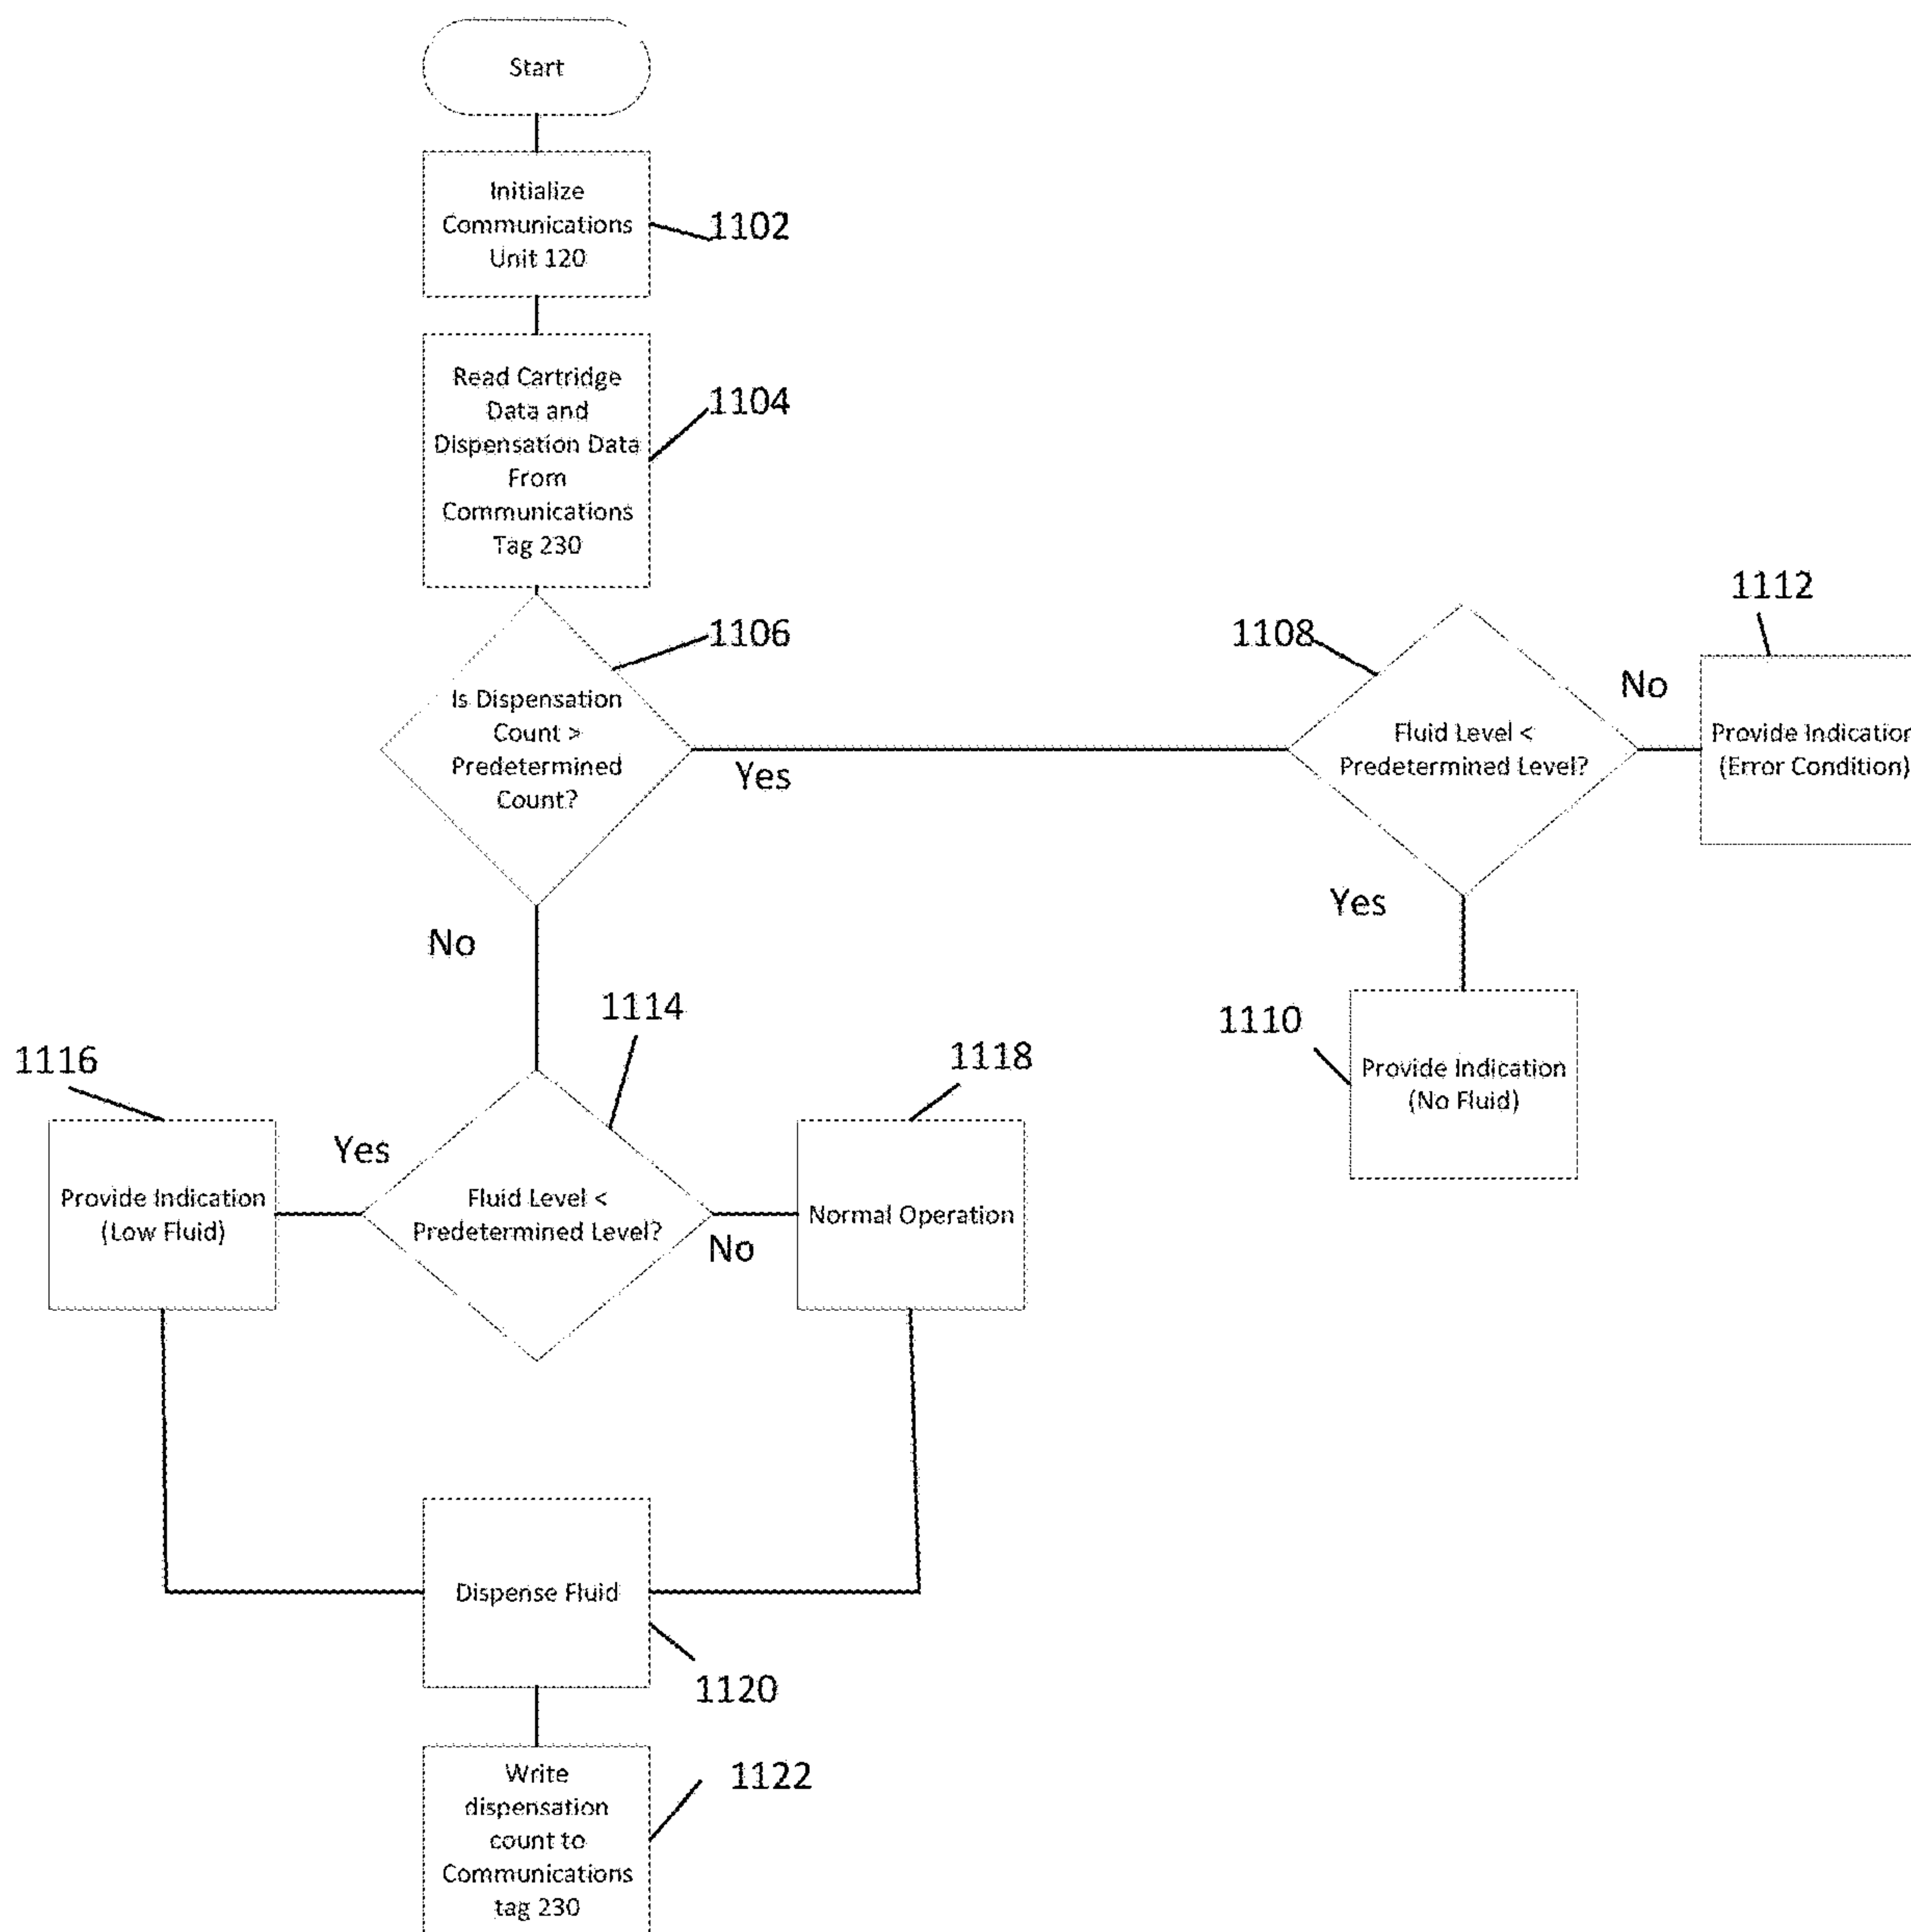 Start
Initialize
Communications
Unit 120
1102
Read Cartridge
Data and
Dispensation Data
From
Communications
Tag 230
1104
Is Dispensation
Count >
Predetermined
Count?
1106
Yes
1108
Fluid Level <
Predetermined Level?
No
1112
Provide Indication
(Error Condition)
Yes
1110
Provide Indication
(No Fluid)
No
1114
Fluid Level <
Predetermined Level?
Yes
1116
Provide Indication
(Low Fluid)
No
1118
Normal Operation
Dispense Fluid
1120
Write
dispensation
count to
Communications
tag 230
1122